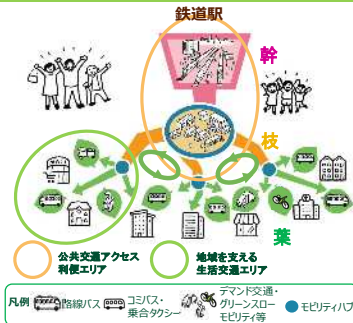 鉄道駅
幹
枝
葉
公共交通アクセス
利便エリア
地域を支える
生活交通エリア
凡例
路線バス
コミバス・
乗合タクシー
デマンド交通・
グリーンスロー
モビリティ等
モビリティハブ